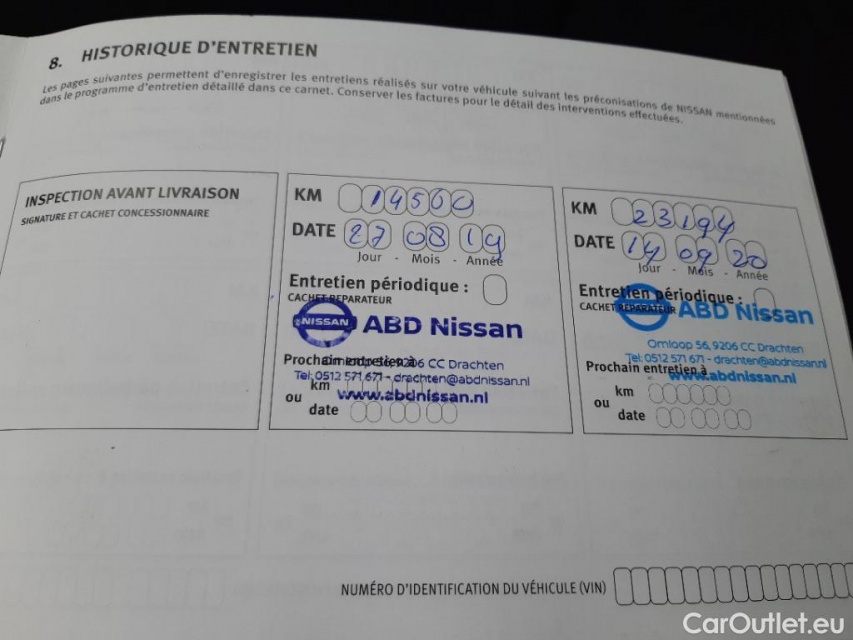 8. HISTORIQUE D'ENTRETIEN
Les pages suivantes permettent d'enregistrer les entretiens réalisés sur votre véhicule suivant les préconisations de NISSAN mentionnées
dans le programme d'entretien détaillé dans ce carnet. Conserver les factures pour le détail des interventions effectuées.
INSPECTION AVANT LIVRAISON
SIGNATURE ET CACHET CONCESSIONNAIRE
KM 14560
DATE 27 08 19
Jour - Mois - Année
Entretien périodique :
CACHET REPARATEUR
NISSAN ABD Nissan
Prochain entretien à
Omloop 56, 9206 CC Drachten
Tel: 0512 571 671 - drachten@abdnissan.nl
km
www.abdnissan.nl
ou
date
KM 23194
DATE 14 09 20
Jour - Mois - Année
Entretien périodique :
CACHET REPARATEUR
ABD Nissan
Omloop 56, 9206 CC Drachten
Tel: 0512 571 671 - drachten@abdnissan.nl
Prochain entretien à
www.abdnissan.nl
km
ou
date
NUMÉRO D'IDENTIFICATION DU VÉHICULE (VIN)
CarOutlet.eu